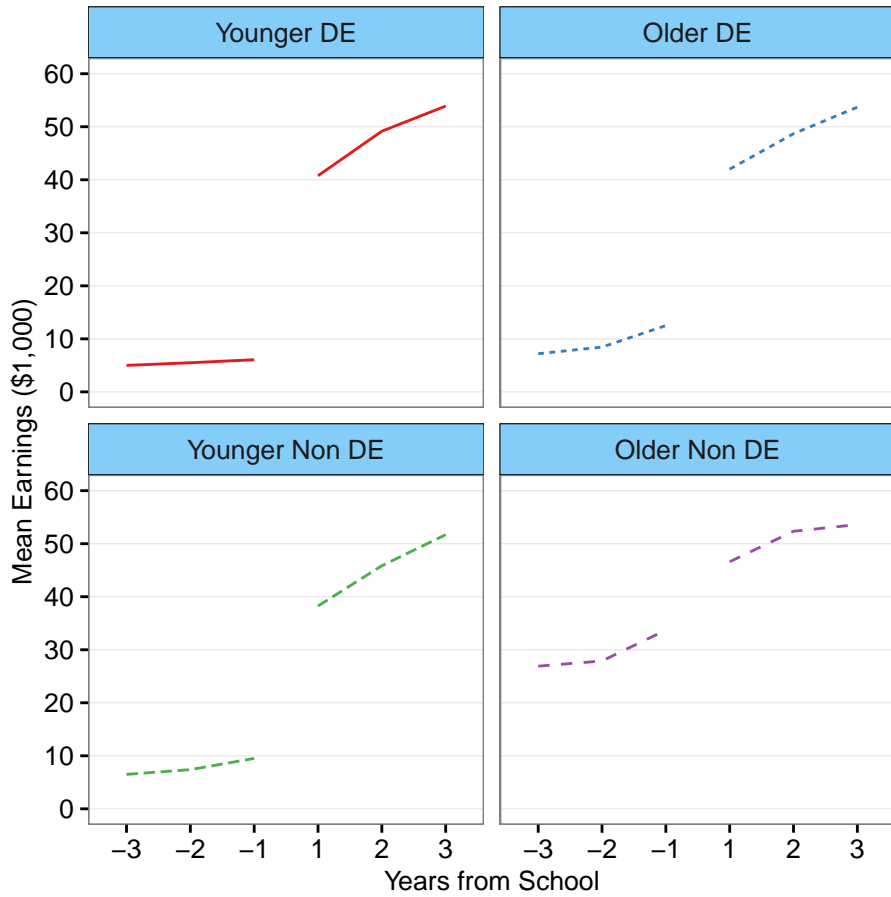 Younger DE
Older DE
60
50
40
30
20
10
0
Younger Non DE
Older Non DE
60
50
40
30
20
10
0
Mean Earnings ($1,000)
−3 −2 −1 1 2 3
−3 −2 −1 1 2 3
Years from School